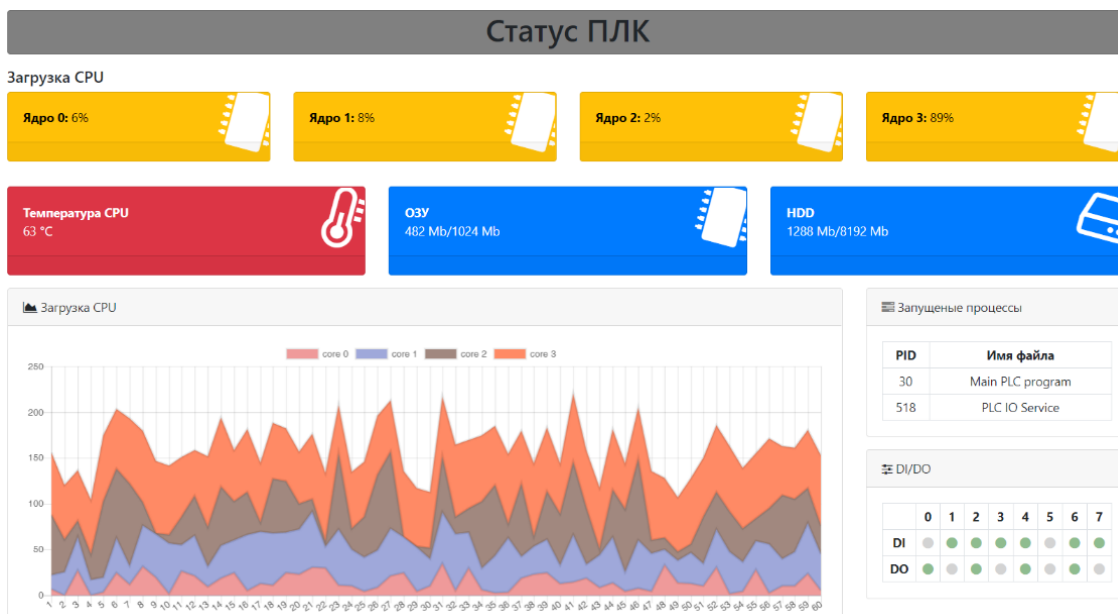 Статус ПЛК
Загрузка CPU
Ядро 0: 6%
Ядро 1: 8%
Ядро 2: 2%
Ядро 3: 89%
Температура CPU
63 °C
ОЗУ
482 Mb/1024 Mb
HDD
1288 Mb/8192 Mb
Загрузка CPU
core 0 core 1 core 2 core 3
250
200
150
100
50
0
1 2 3 4 5 6 7 8 9 10 11 12 13 14 15 16 17 18 19 20 21 22 23 24 25 26 27 28 29 30 31 32 33 34 35 36 37 38 39 40 41 42 43 44 45 46 47 48 49 50 51 52 53 54 55 56 57 58 59 60
Запущеные процессы
PID Имя файла
30 Main PLC program
518 PLC IO Service
DI/DO
0 1 2 3 4 5 6 7
DI
DO